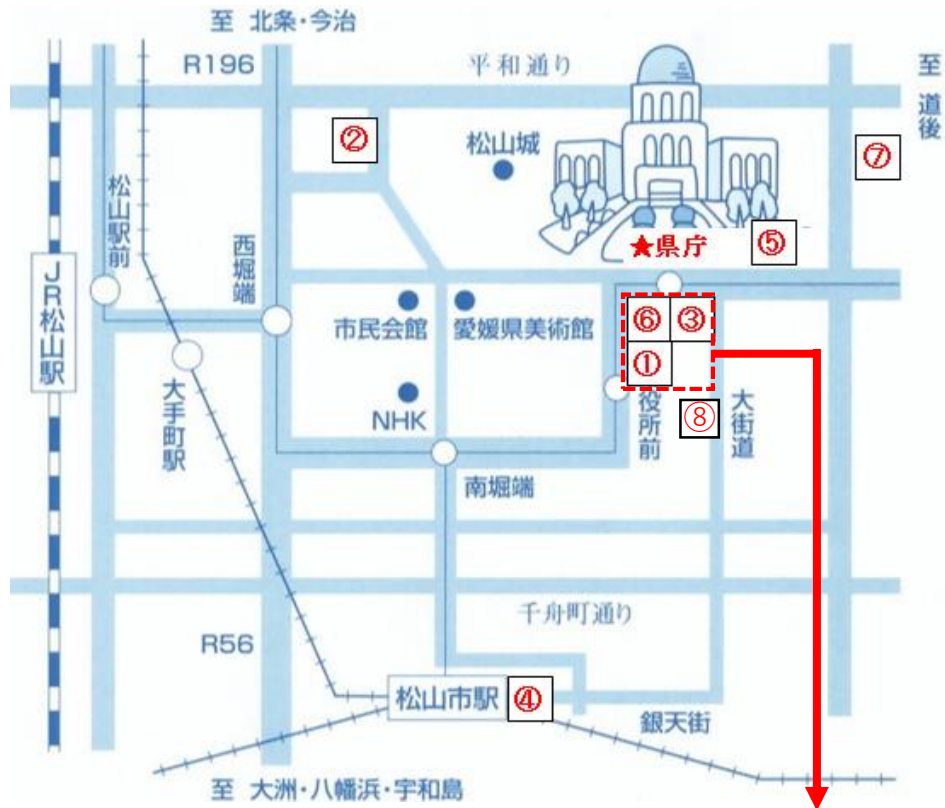 至 北条・今治
R196
平和通り
至 道後
②
松山城
⑦
松山駅前
西堀端
★県庁
⑤
JR松山駅
市民会館
愛媛県美術館
⑥
③
①
大手町駅
NHK
役所前
⑧
大街道
南堀端
千舟町通り
R56
松山市駅
④
銀天街
至 大洲・八幡浜・宇和島